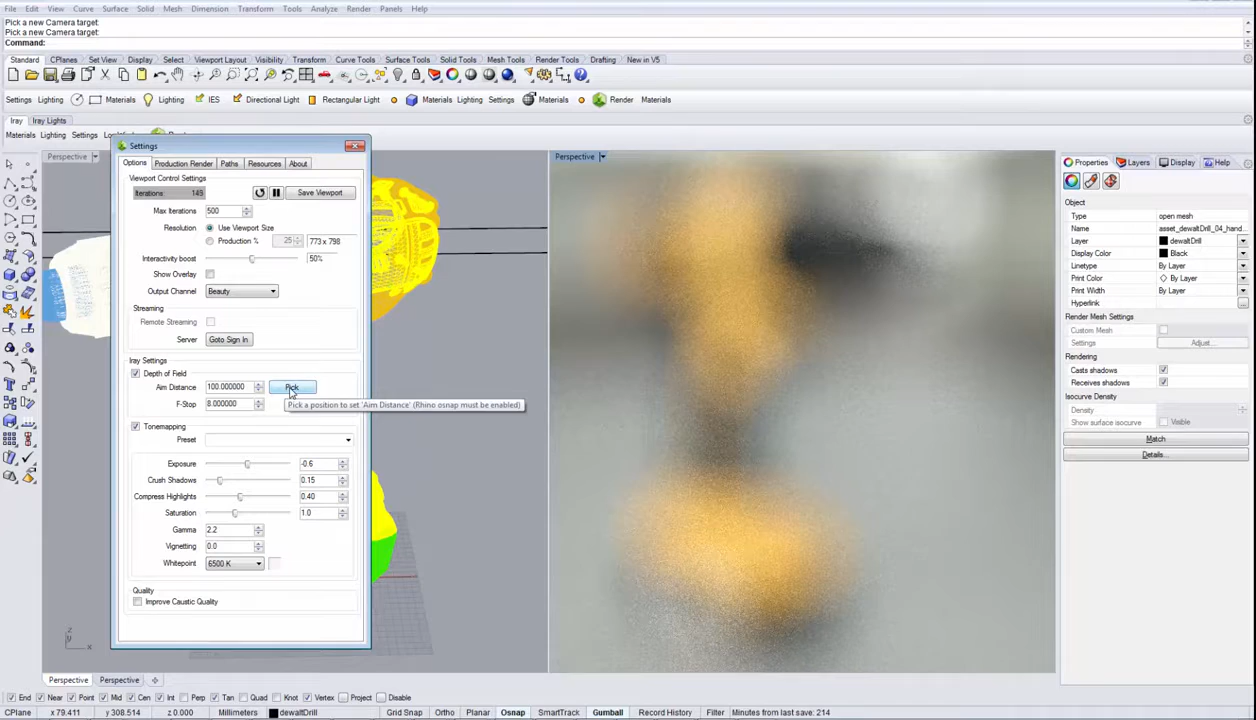 File Edit View Curve Surface Solid Mesh Dimension Transform Tools Analyze Render Panels Help
Pick a new Camera target:
Pick a new Camera target:
Command:
Standard CPlanes Set View Display Select Viewport Layout Visibility Transform Curve Tools Surface Tools Solid Tools Mesh Tools Render Tools Drafting New in V5
Settings Lighting Materials Lighting IES Directional Light Rectangular Light Materials Lighting Settings Materials Render Materials
Iray Iray Lights
Materials Lighting Settings
Perspective
Perspective
Settings
Options Production Render Paths Resources About
Viewport Control Settings
Iterations: 145 Save Viewport
Max Iterations 500
Resolution Use Viewport Size
Production % 25 773 x 798
Interactivity boost 50%
Show Overlay
Output Channel Beauty
Streaming
Remote Streaming
Server Goto Sign In
Iray Settings
Depth of Field
Aim Distance 100.000000 Pick
F-Stop 8.000000
Pick a position to set 'Aim Distance' (Rhino osnap must be enabled)
Tonemapping
Preset
Exposure -0.6
Crush Shadows 0.15
Compress Highlights 0.40
Saturation 1.0
Gamma 2.2
Vignetting 0.0
Whitepoint 6500 K
Quality
Improve Caustic Quality
z
y
x
Properties Layers Display Help
Object
Type open mesh
Name asset_dewaltDrill_04_hand...
Layer dewaltDrill
Display Color Black
Linetype By Layer
Print Color By Layer
Print Width By Layer
Hyperlink ...
Render Mesh Settings
Custom Mesh
Settings Adjust...
Rendering
Casts shadows
Receives shadows
Isocurve Density
Density
Show surface isocurve Visible
Match
Details...
Perspective Perspective
End Near Point Mid Cen Int Perp Tan Quad Knot Vertex Project Disable
CPlane x 79.411 y 308.514 z 0.000 Millimeters dewaltDrill Grid Snap Ortho Planar Osnap SmartTrack Gumball Record History Filter Minutes from last save: 214